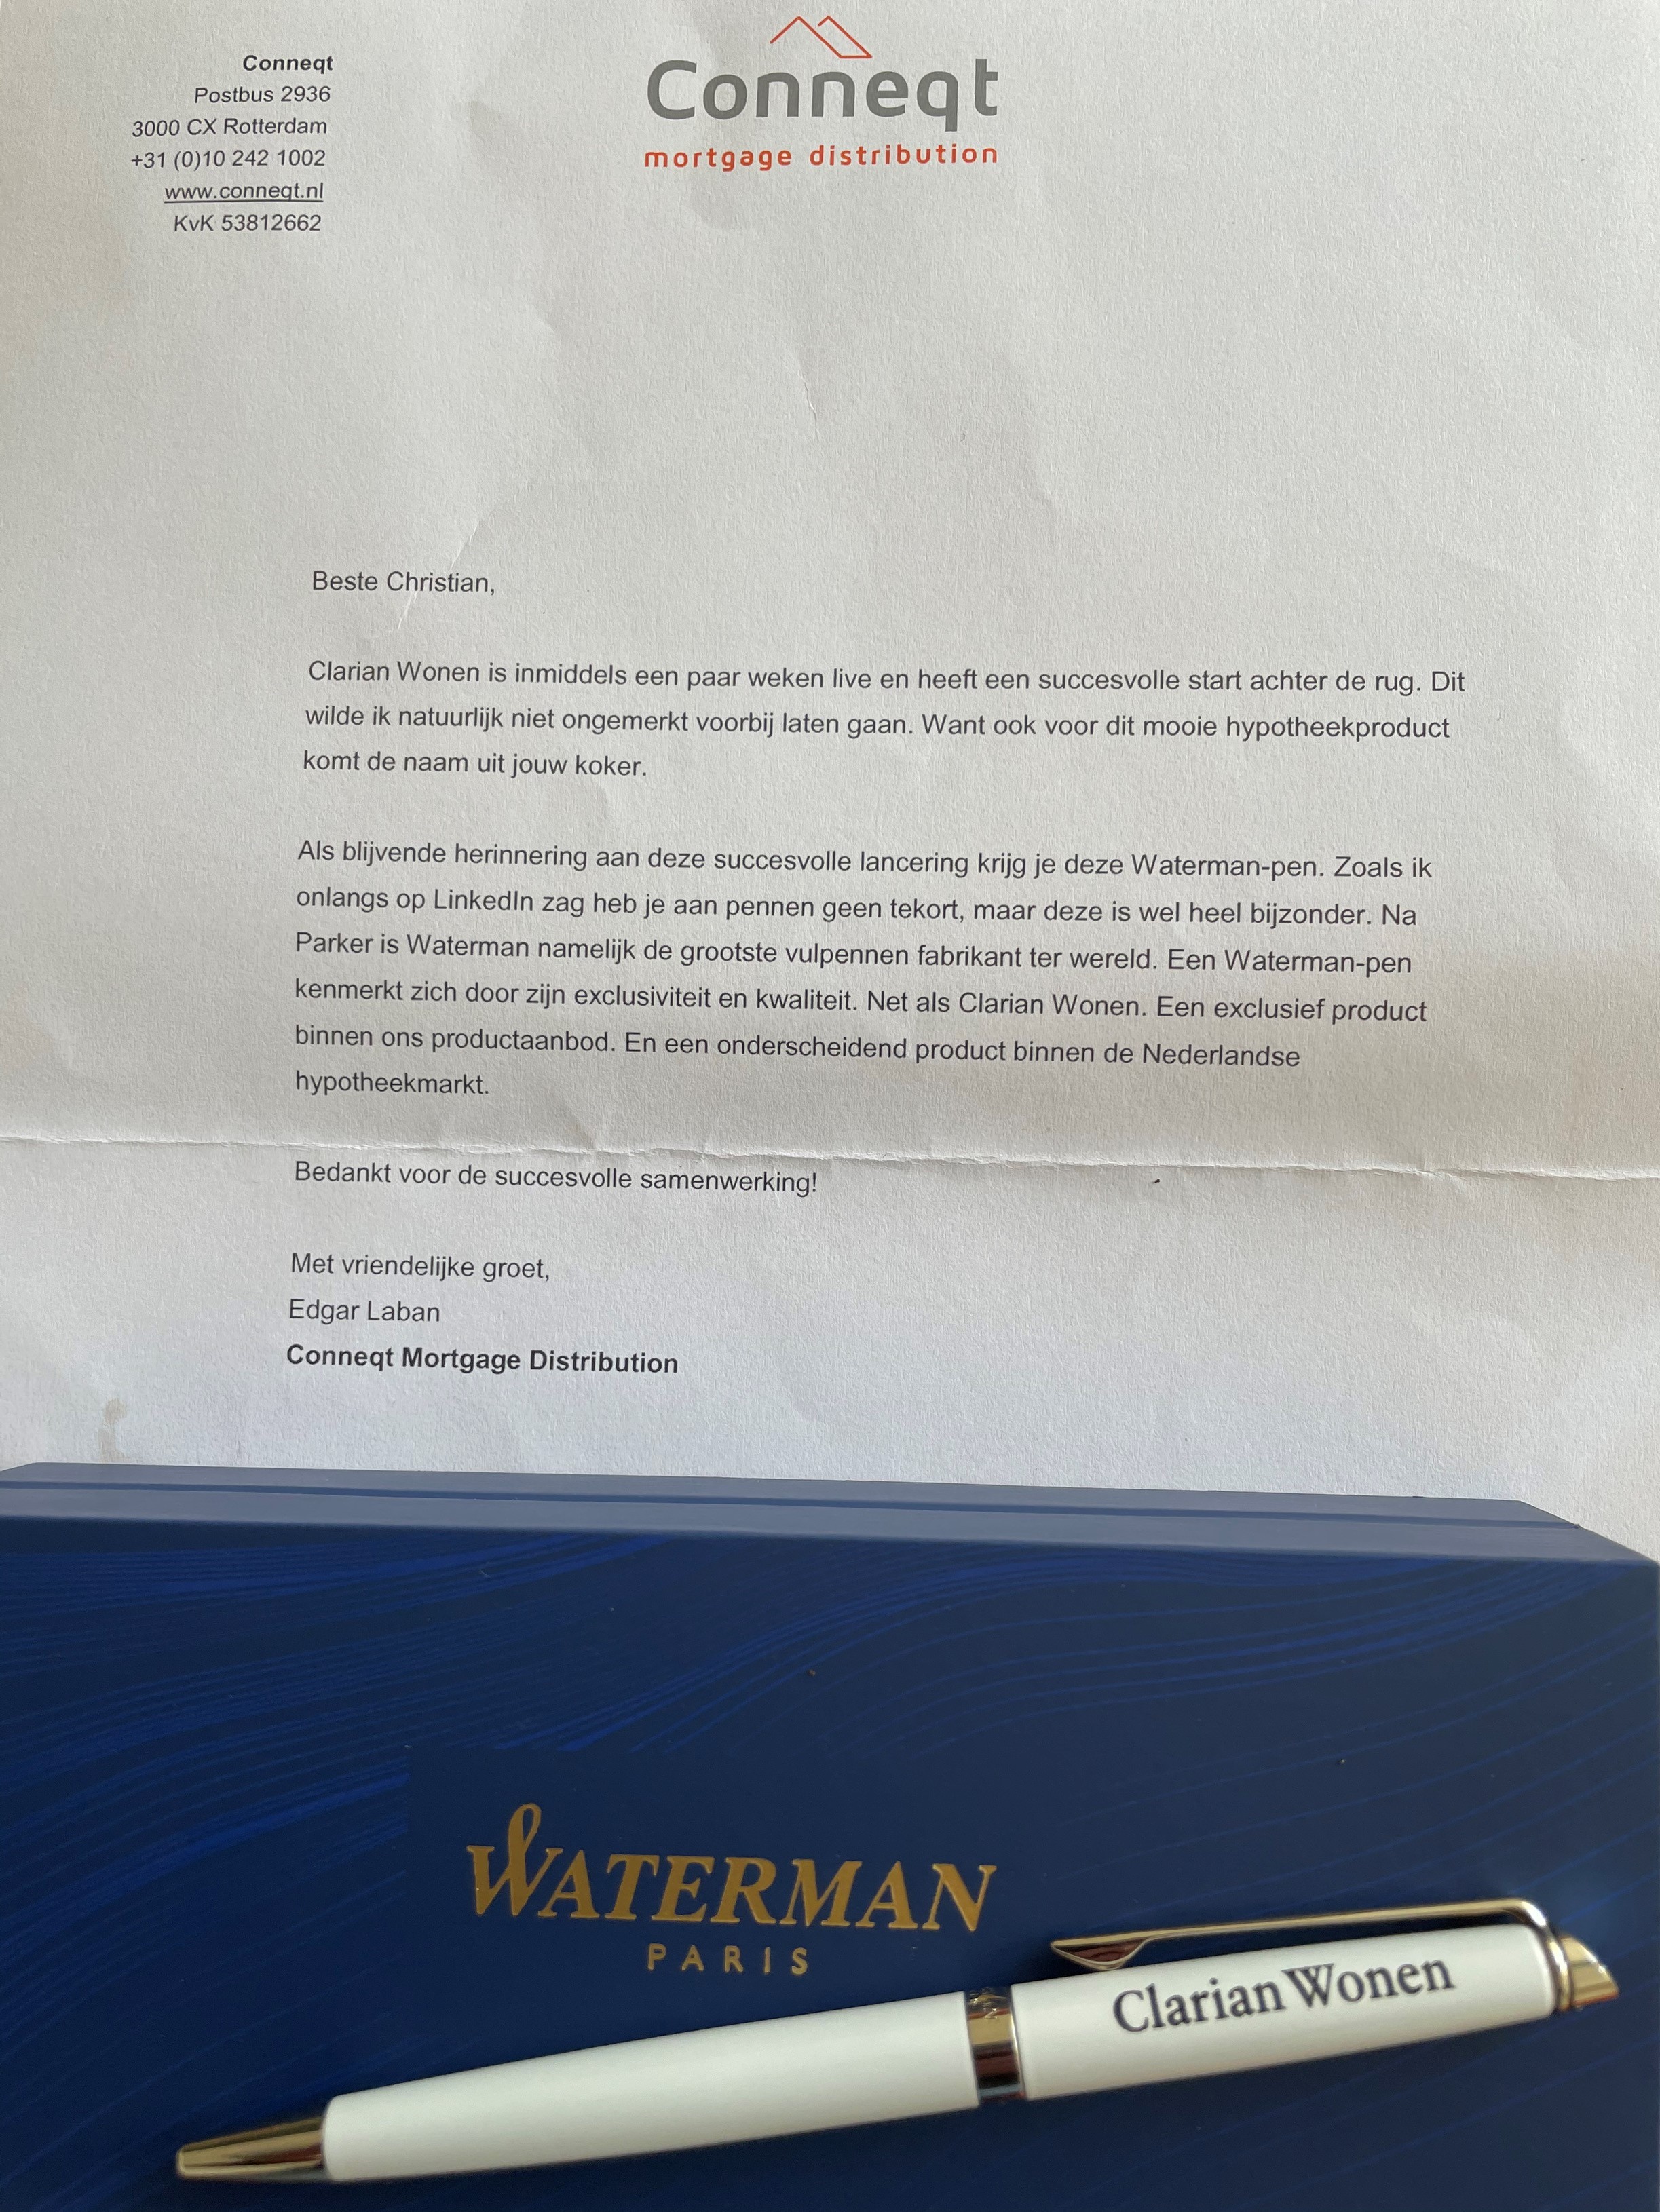 Conneqt
Postbus 2936
3000 CX Rotterdam
+31 (0)10 242 1002
www.conneqt.nl
KvK 53812662
Conneqt
mortgage distribution
Beste Christian,
Clarian Wonen is inmiddels een paar weken live en heeft een succesvolle start achter de rug. Dit
wilde ik natuurlijk niet ongemerkt voorbij laten gaan. Want ook voor dit mooie hypotheekproduct
komt de naam uit jouw koker.
Als blijvende herinnering aan deze succesvolle lancering krijg je deze Waterman-pen. Zoals ik
onlangs op LinkedIn zag heb je aan pennen geen tekort, maar deze is wel heel bijzonder. Na
Parker is Waterman namelijk de grootste vulpennen fabrikant ter wereld. Een Waterman-pen
kenmerkt zich door zijn exclusiviteit en kwaliteit. Net als Clarian Wonen. Een exclusief product
binnen ons productaanbod. En een onderscheidend product binnen de Nederlandse
hypotheekmarkt.
Bedankt voor de succesvolle samenwerking!
Met vriendelijke groet,
Edgar Laban
Conneqt Mortgage Distribution
WATERMAN
PARIS
Clarian Wonen